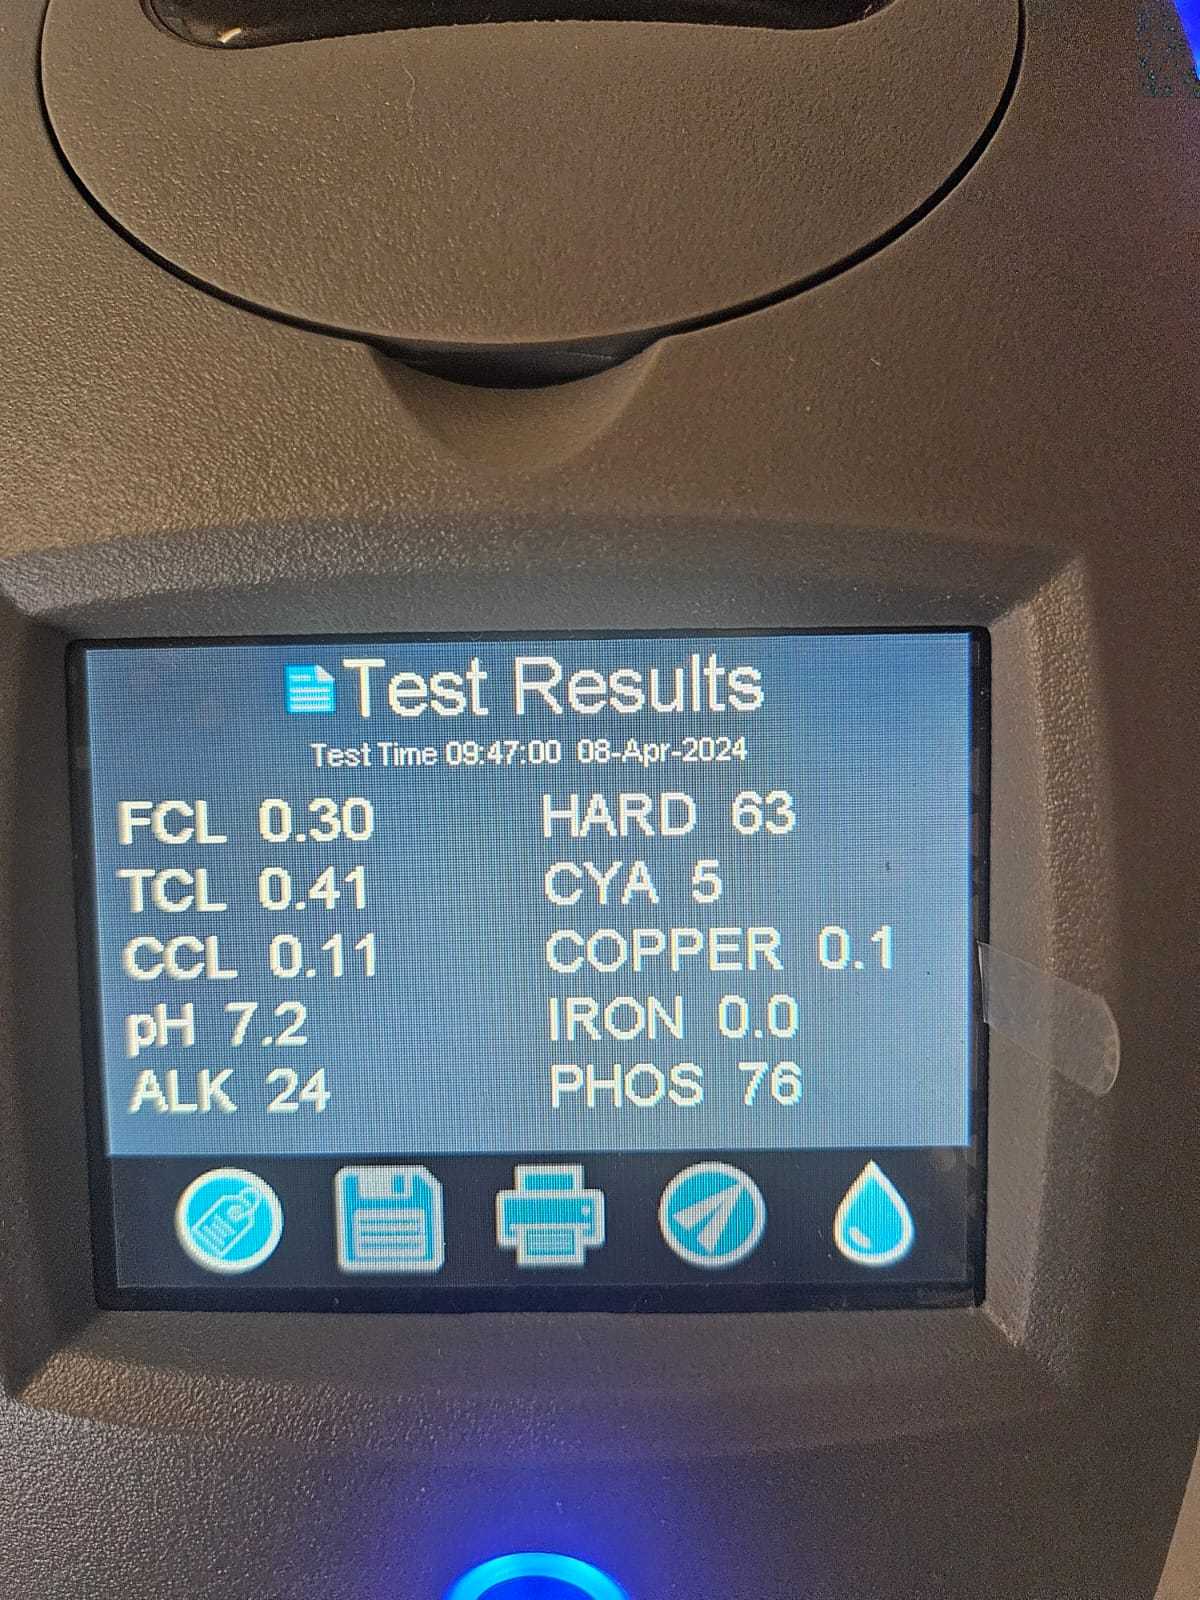 Test Results
Test Time 09:47:00 08-Apr-2024
FCL 0.30
TCL 0.41
CCL 0.11
pH 7.2
ALK 24
HARD 63
CYA 5
COPPER 0.1
IRON 0.0
PHOS 76